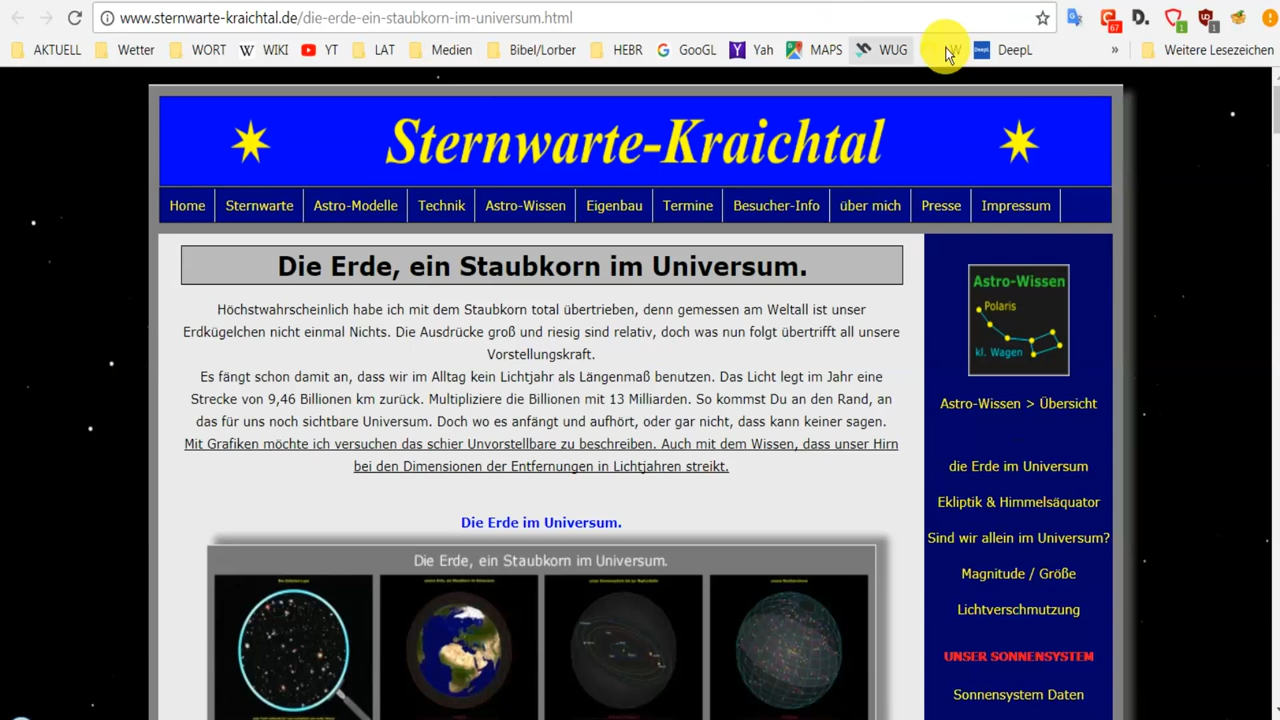 www.sternwarte-kraichtal.de/die-erde-ein-staubkorn-im-universum.html
67 D. 1 1
AKTUELL Wetter WORT W WIKI YT LAT Medien Bibel/Lorber HEBR G GoogL Y Yah MAPS WUG W DeepL DeepL » Weitere Lesezeichen
Sternwarte-Kraichtal
Home Sternwarte Astro-Modelle Technik Astro-Wissen Eigenbau Termine Besucher-Info über mich Presse Impressum
Die Erde, ein Staubkorn im Universum.
Höchstwahrscheinlich habe ich mit dem Staubkorn total übertrieben, denn gemessen am Weltall ist unser
Erdkügelchen nicht einmal Nichts. Die Ausdrücke groß und riesig sind relativ, doch was nun folgt übertrifft all unsere
Vorstellungskraft.
Es fängt schon damit an, dass wir im Alltag kein Lichtjahr als Längenmaß benutzen. Das Licht legt im Jahr eine
Strecke von 9,46 Billionen km zurück. Multipliziere die Billionen mit 13 Milliarden. So kommst Du an den Rand, an
das für uns noch sichtbare Universum. Doch wo es anfängt und aufhört, oder gar nicht, dass kann keiner sagen.
Mit Grafiken möchte ich versuchen das schier Unvorstellbare zu beschreiben. Auch mit dem Wissen, dass unser Hirn
bei den Dimensionen der Entfernungen in Lichtjahren streikt.
Die Erde im Universum.
Die Erde, ein Staubkorn im Universum.
Astro-Wissen
Polaris
kl. Wagen
Astro-Wissen > Übersicht
die Erde im Universum
Ekliptik & Himmelsäquator
Sind wir allein im Universum?
Magnitude / Größe
Lichtverschmutzung
UNSER SONNENSYSTEM
Sonnensystem Daten